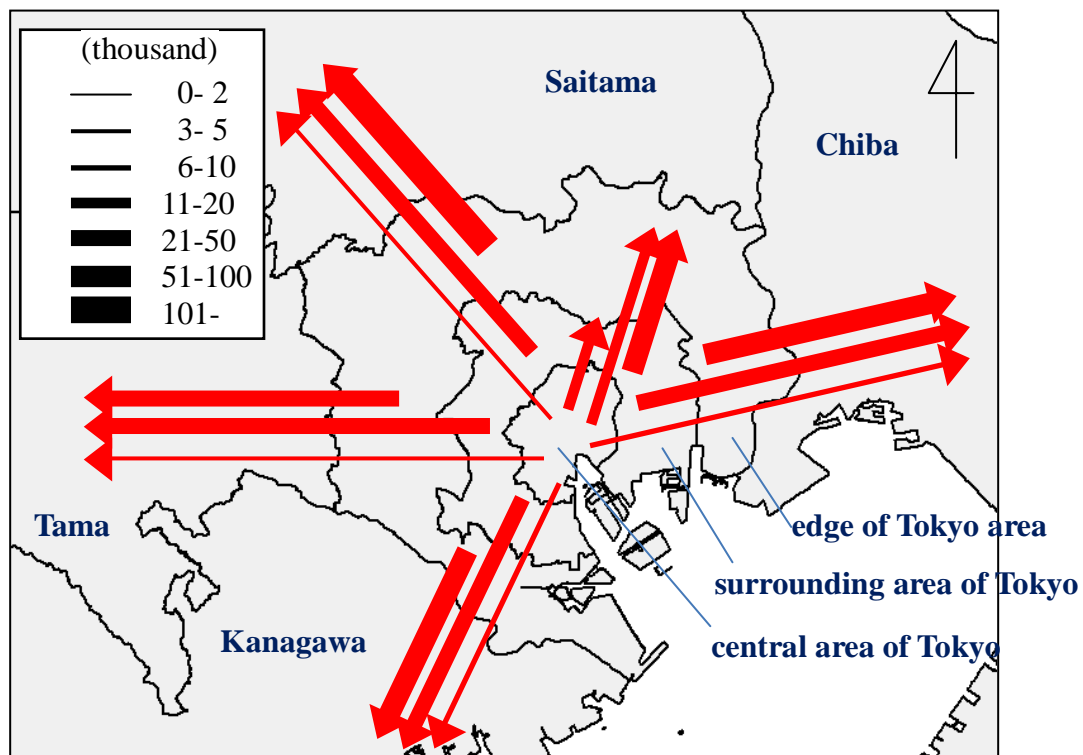 (thousand)
0- 2
3- 5
6-10
11-20
21-50
51-100
101-
Saitama
Chiba
Tama
Kanagawa
edge of Tokyo area
surrounding area of Tokyo
central area of Tokyo